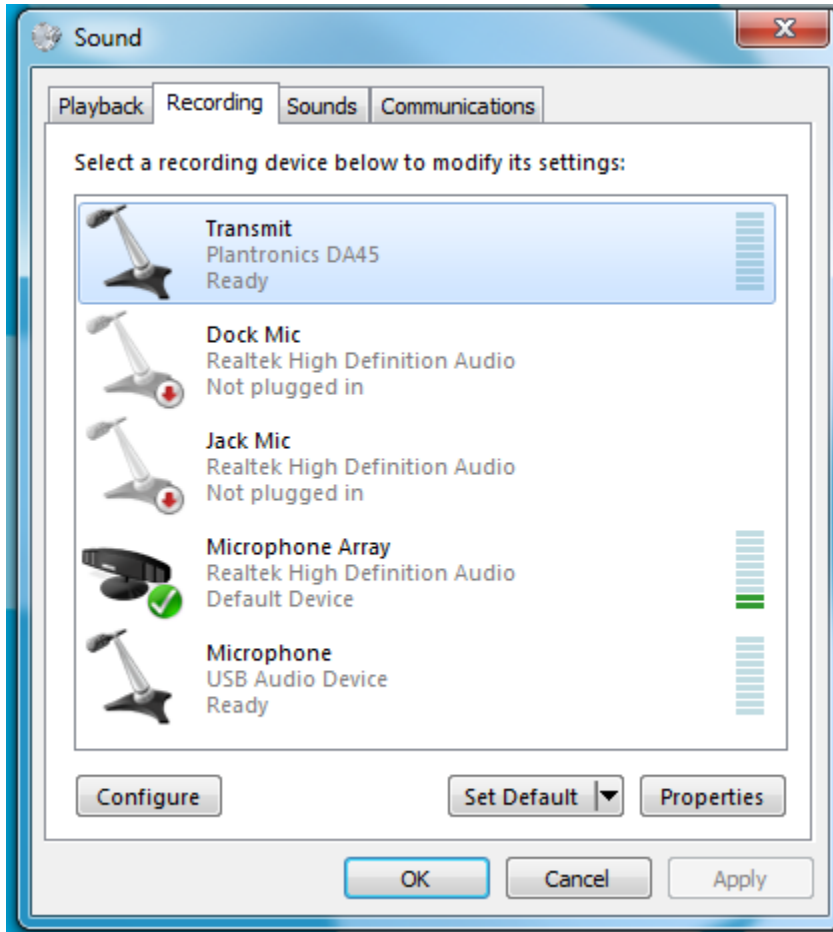 Sound
Playback Recording Sounds Communications
Select a recording device below to modify its settings:
Transmit
Plantronics DA45
Ready
Dock Mic
Realtek High Definition Audio
Not plugged in
Jack Mic
Realtek High Definition Audio
Not plugged in
Microphone Array
Realtek High Definition Audio
Default Device
Microphone
USB Audio Device
Ready
Configure Set Default Properties
OK Cancel Apply